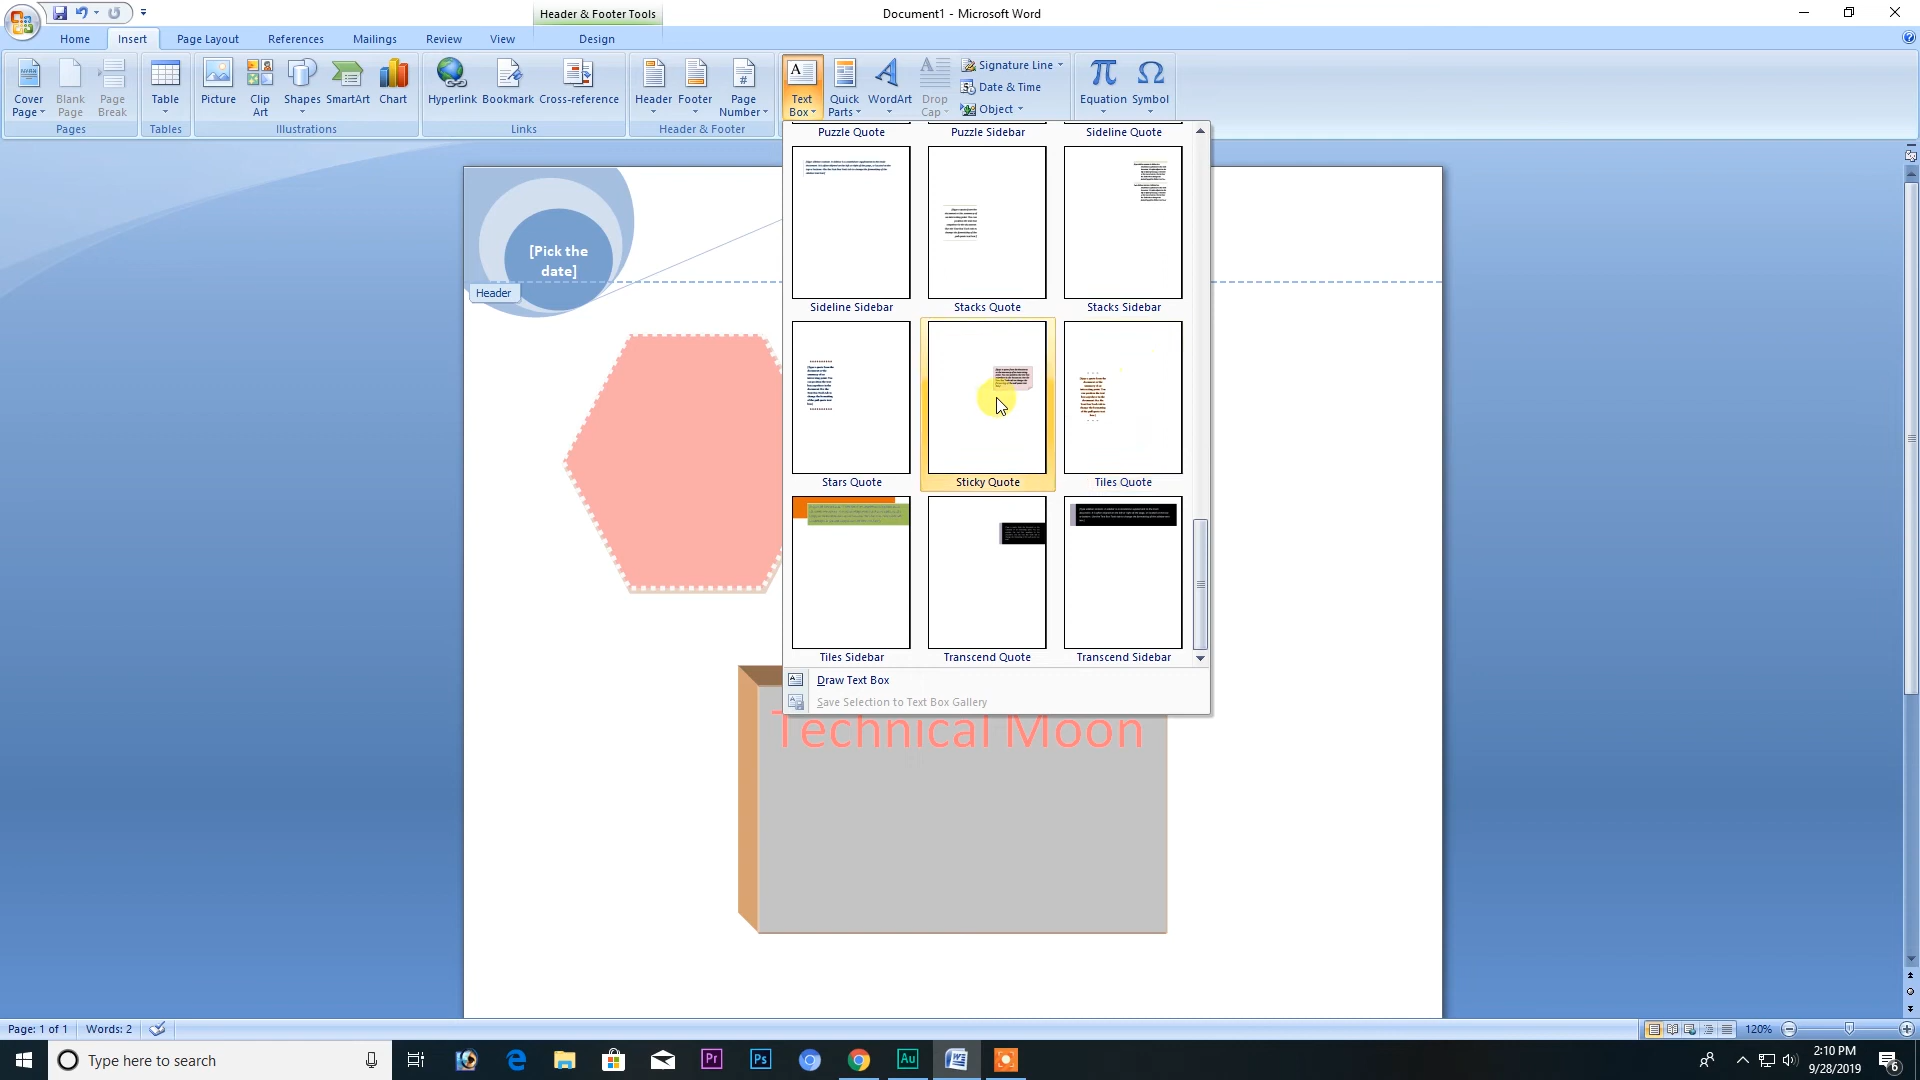 Header & Footer Tools
Document1 - Microsoft Word
Home
Insert
Page Layout
References
Mailings
Review
View
Design
Cover
Page
Blank
Page
Page
Break
Pages
Table
Tables
Picture
Clip
Art
Shapes
SmartArt
Chart
Illustrations
Hyperlink
Bookmark
Cross-reference
Links
Header
Footer
Page
Number
Header & Footer
Text
Box
Quick
Parts
WordArt
Drop
Cap
Signature Line
Date & Time
Object
Equation
Symbol
Puzzle Quote
Puzzle Sidebar
Sideline Quote
Sideline Sidebar
Stacks Quote
Stacks Sidebar
Stars Quote
Sticky Quote
Tiles Quote
Tiles Sidebar
Transcend Quote
Transcend Sidebar
Draw Text Box
Save Selection to Text Box Gallery
[Pick the
date]
Header
Technical Moon
Page: 1 of 1
Words: 2
120%
Type here to search
Pr
Ps
Au
2:10 PM
9/28/2019
6